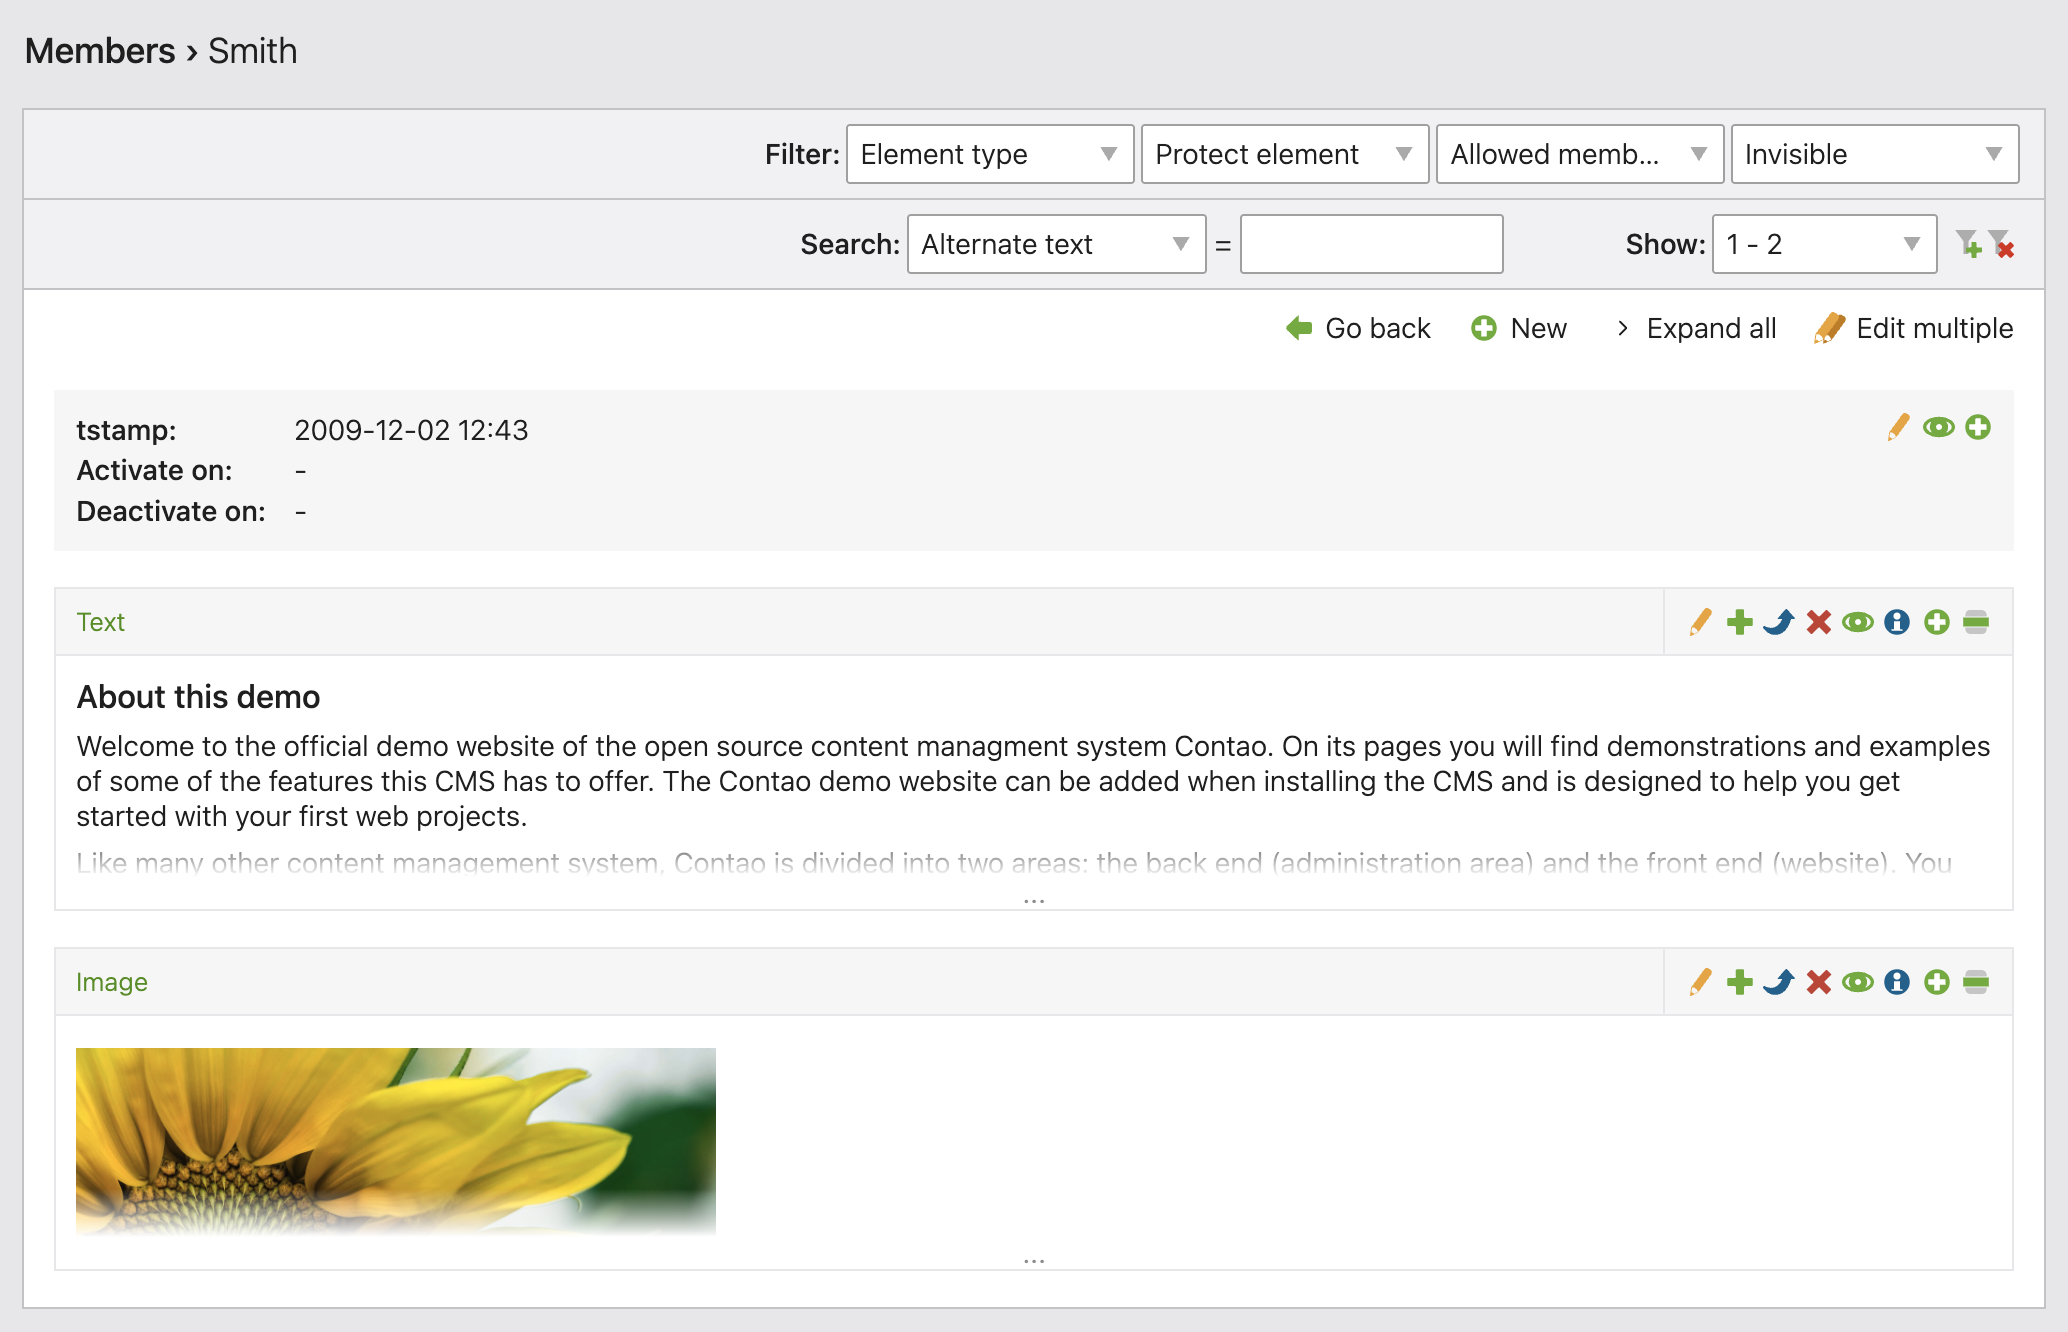 Members › Smith
Filter: Element type Protect element Allowed memb... Invisible
Search: Alternate text = Show: 1 - 2
Go back New Expand all Edit multiple
tstamp: 2009-12-02 12:43
Activate on: -
Deactivate on: -
Text
About this demo
Welcome to the official demo website of the open source content managment system Contao. On its pages you will find demonstrations and examples
of some of the features this CMS has to offer. The Contao demo website can be added when installing the CMS and is designed to help you get
started with your first web projects.
Like many other content management system, Contao is divided into two areas: the back end (administration area) and the front end (website). You
...
Image
...